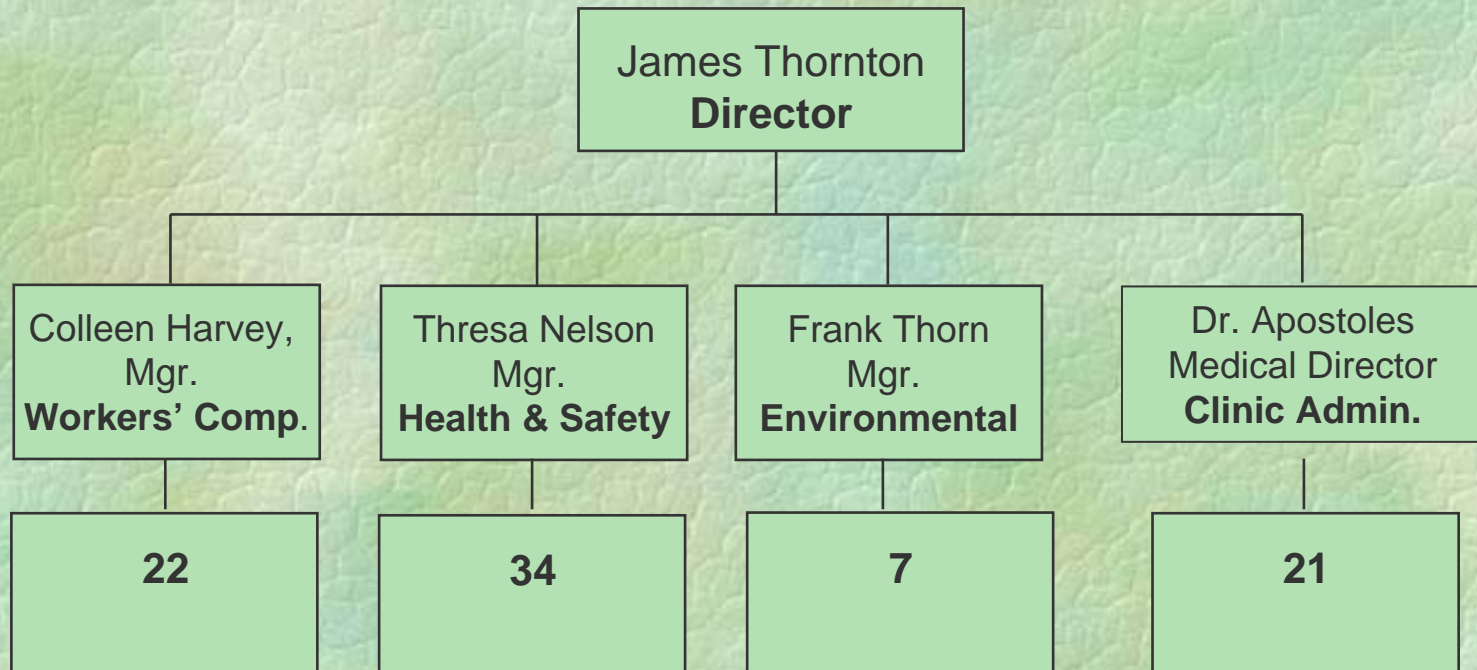 James Thornton
Director
Colleen Harvey,
Mgr.
Workers’ Comp.
Thresa Nelson
Mgr.
Health & Safety
Frank Thorn
Mgr.
Environmental
Dr. Apostoles
Medical Director
Clinic Admin.
22
34
7
21